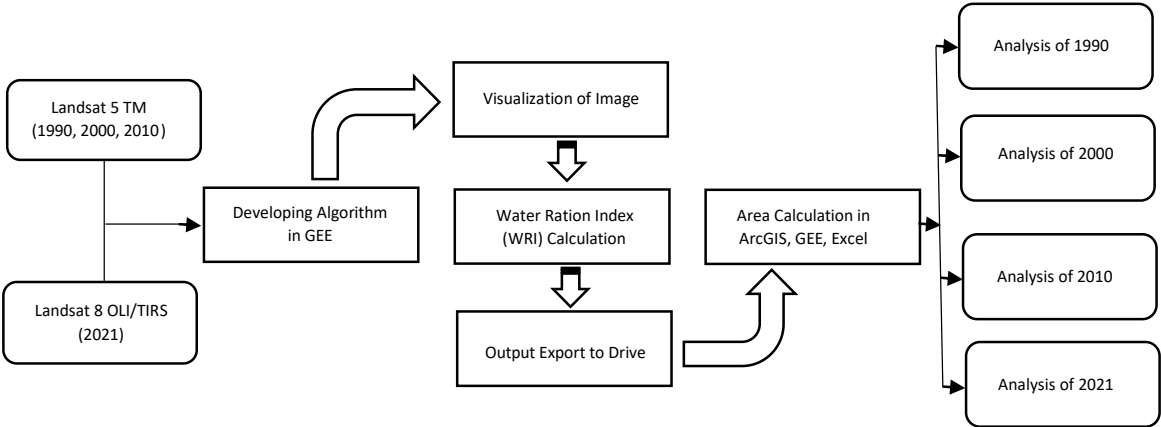 Landsat 5 TM
(1990, 2000, 2010)
Landsat 8 OLI/TIRS
(2021)
Developing Algorithm
in GEE
Visualization of Image
Water Ration Index
(WRI) Calculation
Output Export to Drive
Area Calculation in
ArcGIS, GEE, Excel
Analysis of 1990
Analysis of 2000
Analysis of 2010
Analysis of 2021